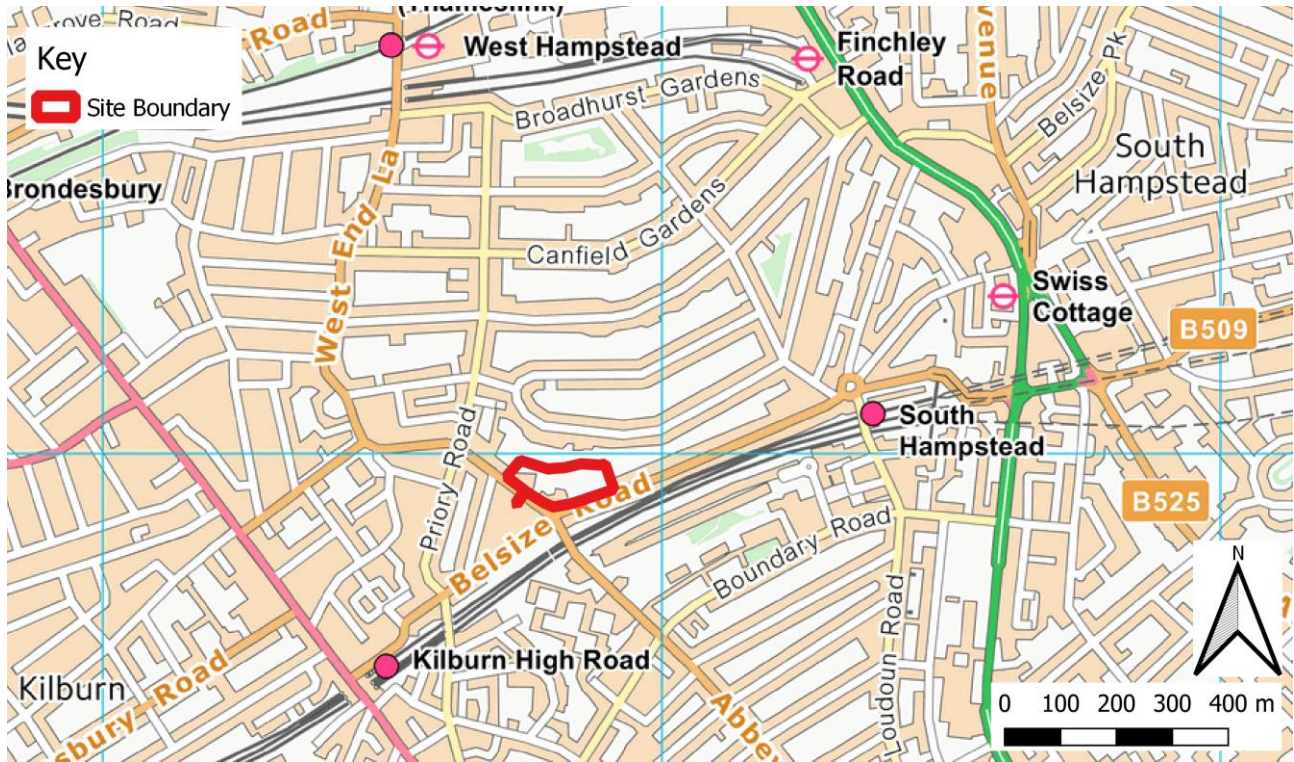 (Thameslink)
Road
West Hampstead
Finchley
Road
Key
Site Boundary
Broadhurst Gardens
Belsize Pk
South
Hampstead
West End La
Canfield Gardens
Swiss
Cottage
B509
South
Hampstead
Priory Road
Belsize Road
B525
Boundary Road
Loudoun Road
N
Kilburn High Road
Kilburn
0 100 200 300 400 m